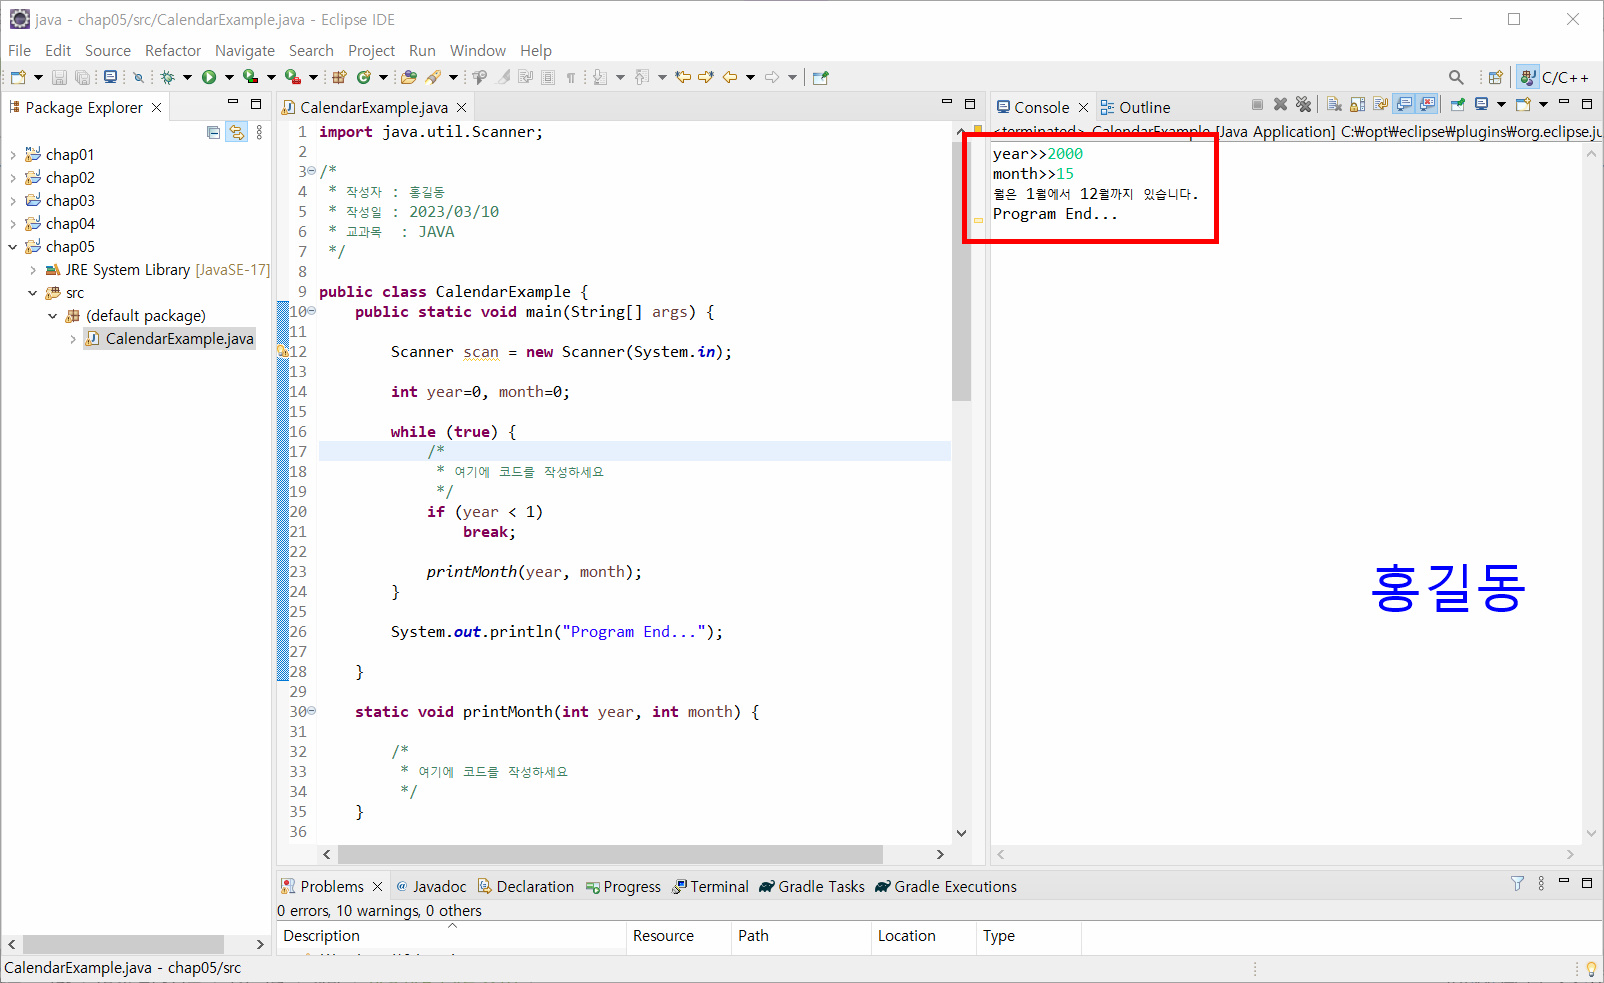 java - chap05/src/CalendarExample.java - Eclipse IDE
File Edit Source Refactor Navigate Search Project Run Window Help
C/C++
Package Explorer
chap01
chap02
chap03
chap04
chap05
JRE System Library [JavaSE-17]
src
(default package)
CalendarExample.java
CalendarExample.java
1 import java.util.Scanner;
2
3 /*
4 * 작성자 : 홍길동
5 * 작성일 : 2023/03/10
6 * 교과목 : JAVA
7 */
8
9 public class CalendarExample {
10 public static void main(String[] args) {
11
12 Scanner scan = new Scanner(System.in);
13
14 int year=0, month=0;
15
16 while (true) {
17 /*
18 * 여기에 코드를 작성하세요
19 */
20 if (year < 1)
21 break;
22
23 printMonth(year, month);
24 }
25
26 System.out.println("Program End...");
27
28 }
29
30 static void printMonth(int year, int month) {
31
32 /*
33 * 여기에 코드를 작성하세요
34 */
35 }
36
Console Outline
<terminated> CalendarExample [Java Application] C:₩opt₩eclipse₩plugins₩org.eclipse.ju
year>>2000
month>>15
월은 1월에서 12월까지 있습니다.
Program End...
홍길동
Problems Javadoc Declaration Progress Terminal Gradle Tasks Gradle Executions
0 errors, 10 warnings, 0 others
Description Resource Path Location Type
CalendarExample.java - chap05/src